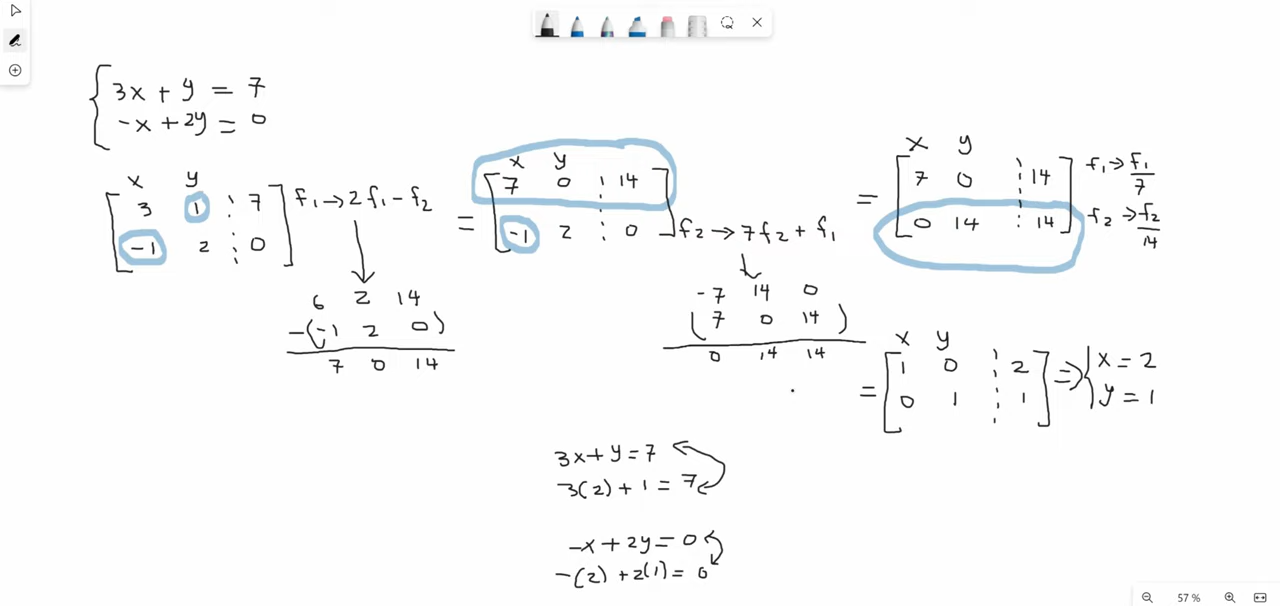 3x + y = 7
-x + 2y = 0
x y
3 1 7
-1 2 0
f1 → 2f1 - f2
6 2 14
-(-1 2 0)
7 0 14
=
x y
7 0 14
-1 2 0
f2 → 7f2 + f1
-7 14 0
(7 0 14)
0 14 14
=
x y
7 0 14
0 14 14
f1 → f1/7
f2 → f2/14
=
x y
1 0 2
0 1 1
⇒ x = 2
y = 1
3x + y = 7
3(2) + 1 = 7
-x + 2y = 0
-(2) + 2(1) = 0
57 %